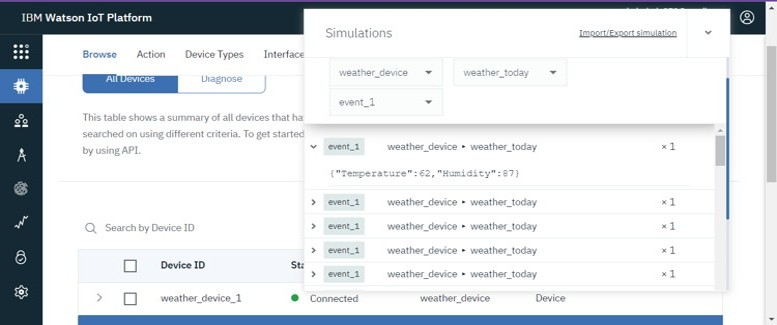 IBM Watson IoT Platform
Simulations
Import/Export simulation
Browse Action Device Types Interface
weather_device weather_today
event_1
All Devices Diagnose
This table shows a summary of all devices that
searched on using different criteria. To get started
by using API.
event_1 weather_device ▸ weather_today × 1
{"Temperature":62,"Humidity":87}
event_1 weather_device ▸ weather_today × 1
event_1 weather_device ▸ weather_today × 1
event_1 weather_device ▸ weather_today × 1
event_1 weather_device ▸ weather_today × 1
Search by Device ID
Device ID
weather_device_1 Connected weather_device Device